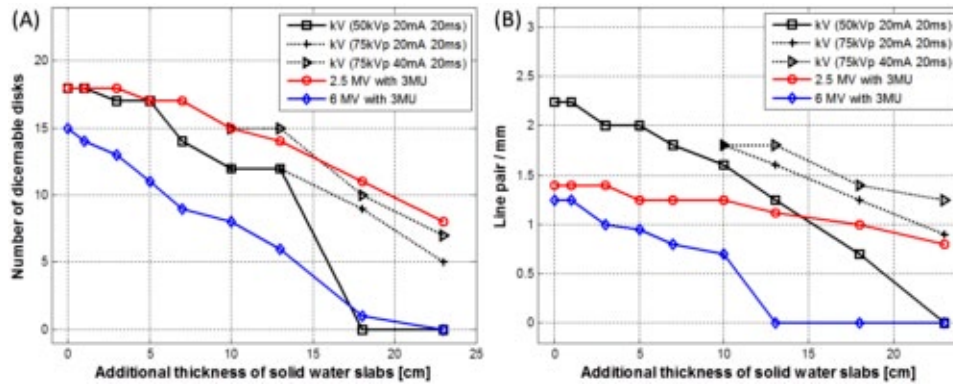 (A)
kV (50kVp 20mA 20ms)
kV (75kVp 20mA 20ms)
kV (75kVp 40mA 20ms)
2.5 MV with 3MU
6 MV with 3MU
Number of dicernable disks
20
15
10
5
0
0 5 10 15 20 25
Additional thickness of solid water slabs [cm]
(B)
kV (50kVp 20mA 20ms)
kV (75kVp 20mA 20ms)
kV (75kVp 40mA 20ms)
2.5 MV with 3MU
6 MV with 3MU
Line pair / mm
3
2.5
2
1.5
1
0.5
0
0 5 10 15 20
Additional thickness of solid water slabs [cm]